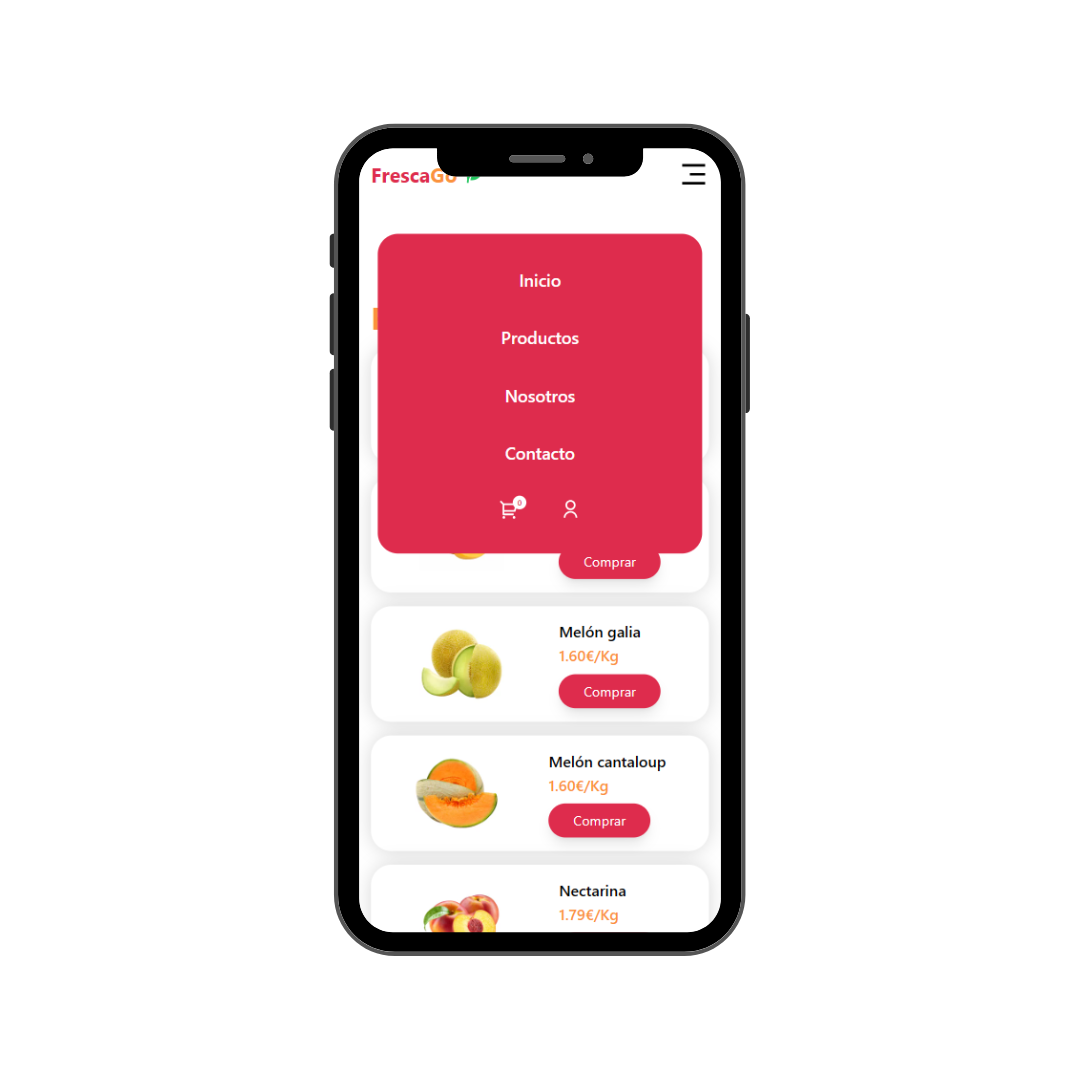 FrescaGo
Inicio
Productos
Nosotros
Contacto
0
Comprar
Melón galia
1.60€/Kg
Comprar
Melón cantaloup
1.60€/Kg
Comprar
Nectarina
1.79€/Kg